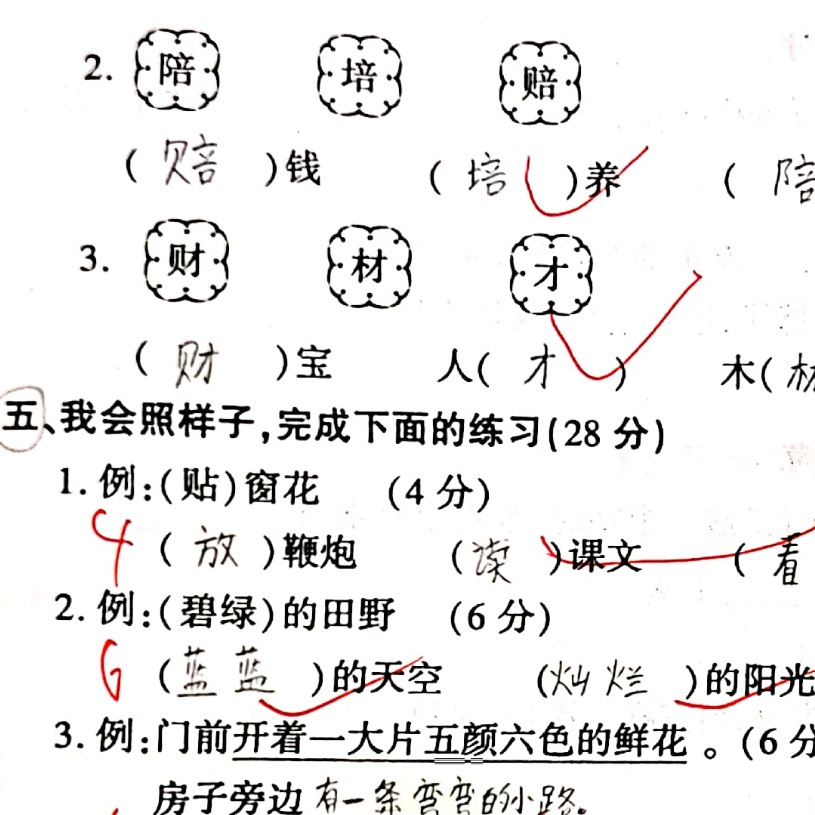 2. 陪 培 赔
(赔)钱 (培)养 (陪
3. 财 材 才
(财)宝 人(才) 木(材
五、我会照样子,完成下面的练习(28分)
1. 例:(贴)窗花 (4分)
4 (放)鞭炮 (读)课文 (看
2. 例:(碧绿)的田野 (6分)
6 (蓝蓝)的天空 (灿烂)的阳光
3. 例:门前开着一大片五颜六色的鲜花。(6分
房子旁边有一条弯弯的小路。